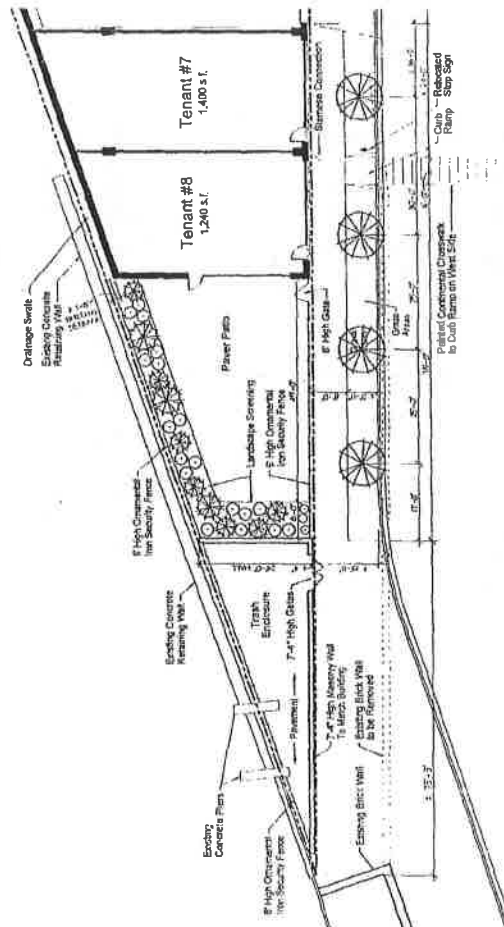 Tenant #7
1,400 s.f.
Tenant #8
1,240 s.f.
Siamese Connection
Relocated
Stop Sign
Curb
Ramp
Painted Continental Crosswalk
to Curb Ramp on West Side
Grass
Areas
Drainage Swale
Existing Concrete
Retaining Wall
Paver Patio
6' High Gate
Landscape Screening
6' High Ornamental
Iron Security Fence
6' High Ornamental
Iron Security Fence
Existing Concrete
Retaining Wall
Trash
Enclosure
7'-4" High Gates
Pavement
7'-4" High Masonry Wall
To Match Building
Existing Brick Wall
to be Removed
Existing Brick Wall
Existing
Concrete Piers
6' High Ornamental
Iron Security Fence